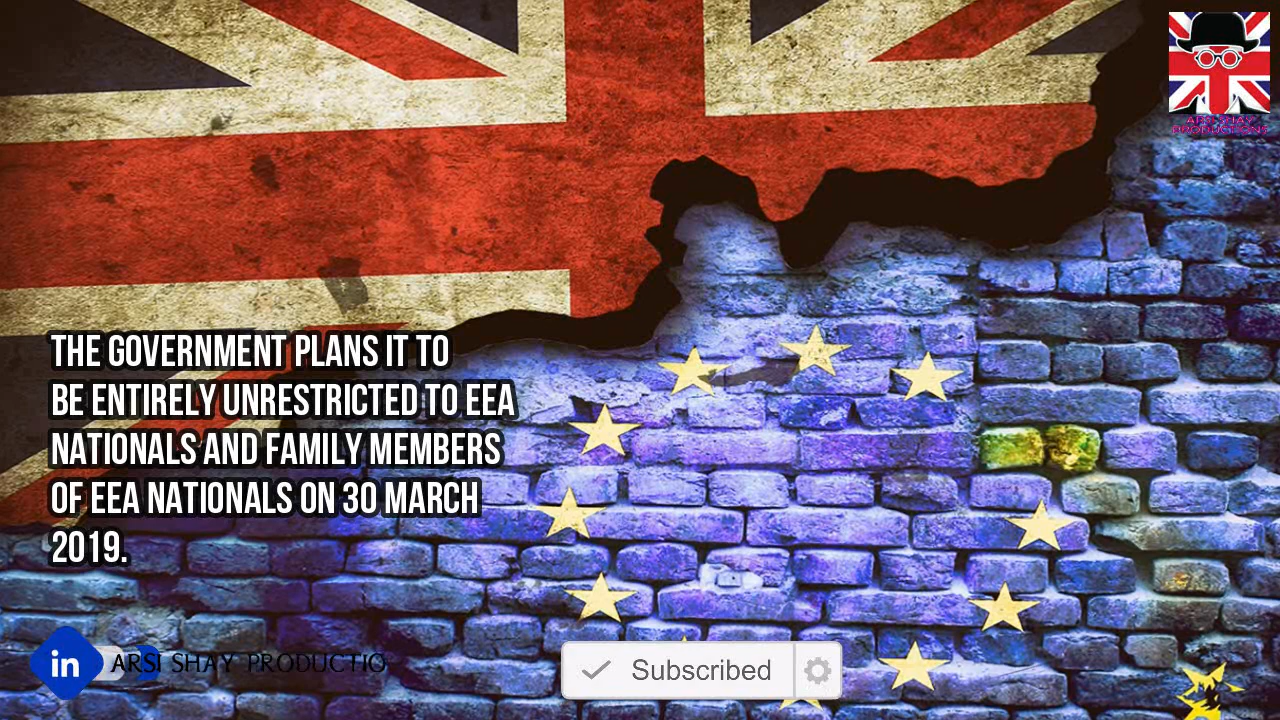 ARSI SHAY
PRODUCTIONS
THE GOVERNMENT PLANS IT TO
BE ENTIRELY UNRESTRICTED TO EEA
NATIONALS AND FAMILY MEMBERS
OF EEA NATIONALS ON 30 MARCH
2019.
in ARSI SHAY PRODUCTIO
Subscribed